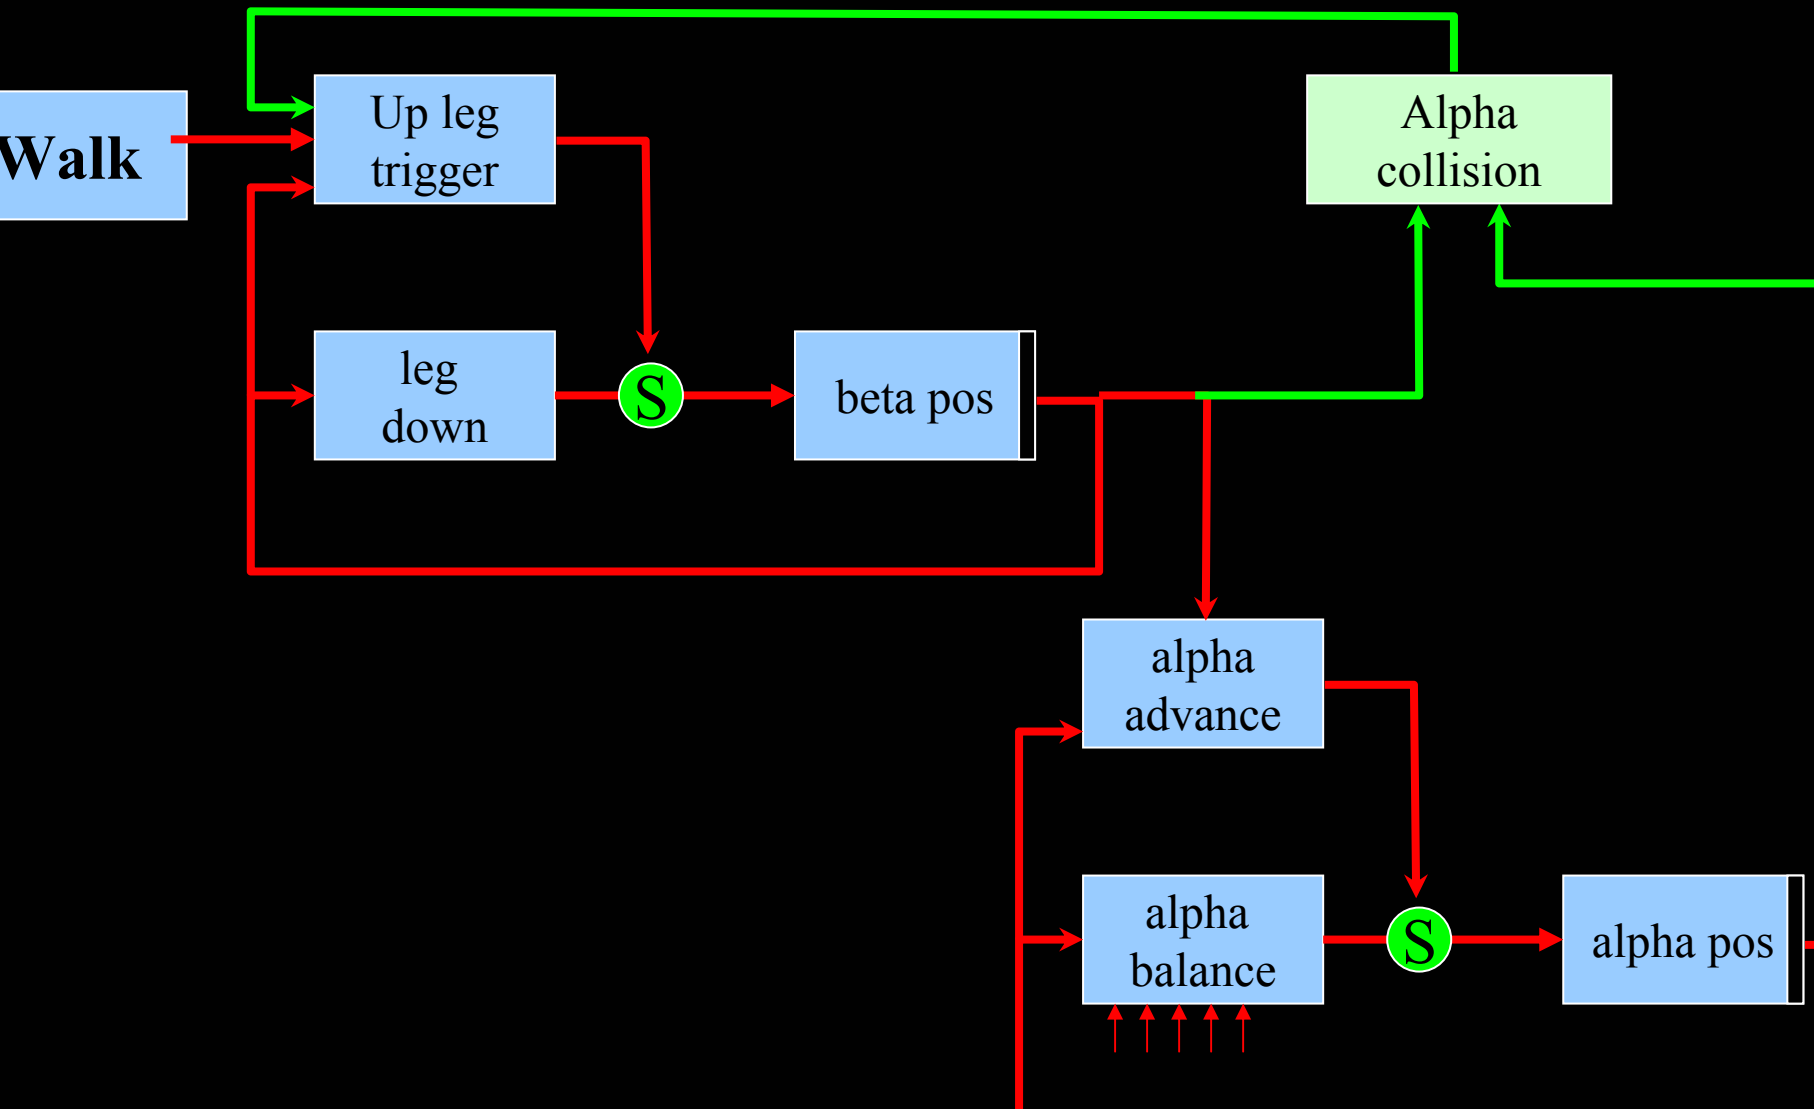 Walk
Up leg
trigger
Alpha
collision
leg
down
S
beta pos
alpha
advance
alpha
balance
S
alpha pos